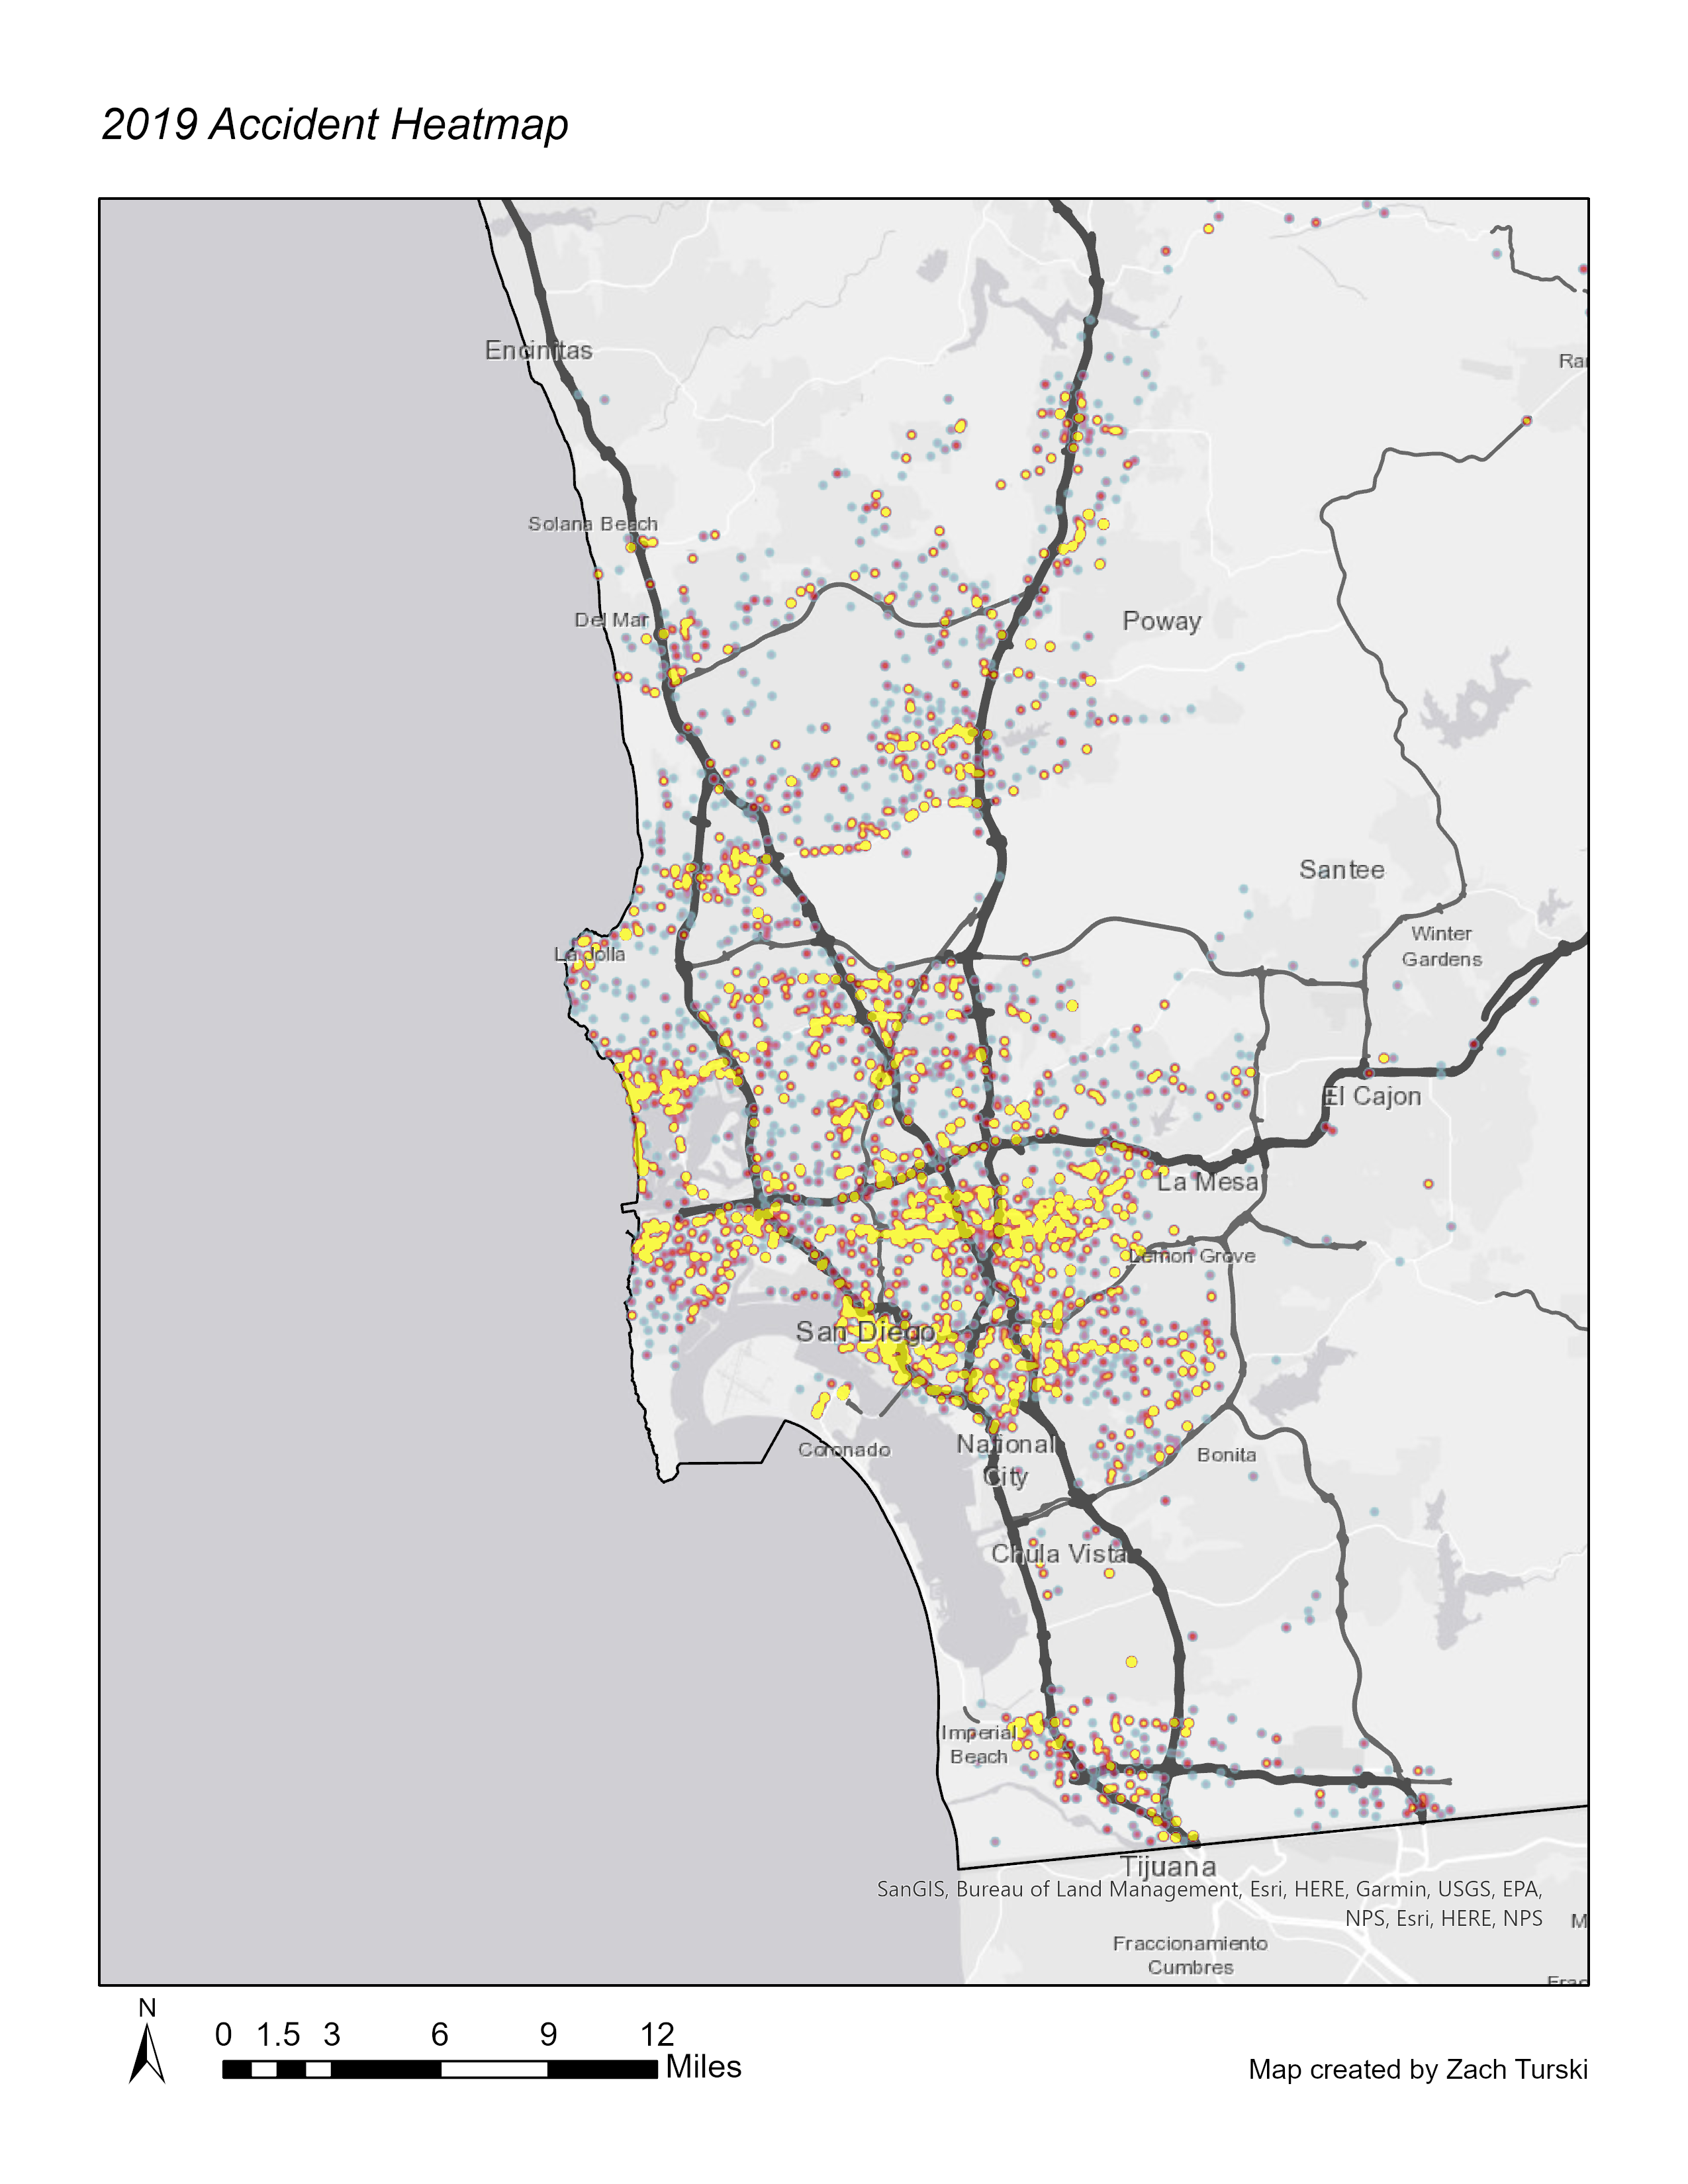 2019 Accident Heatmap
Encinitas
Ra
Solana Beach
Del Mar
Poway
Santee
Winter
Gardens
La Jolla
El Cajon
La Mesa
Lemon Grove
San Diego
Coronado
National
City
Bonita
Chula Vista
Imperial
Beach
Tijuana
SanGIS, Bureau of Land Management, Esri, HERE, Garmin, USGS, EPA,
NPS, Esri, HERE, NPS
M
Fraccionamiento
Cumbres
N
0 1.5 3 6 9 12
Miles
Map created by Zach Turski